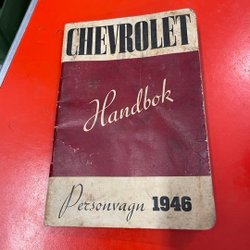 CHEVROLET
Handbok
Personvagn 1946